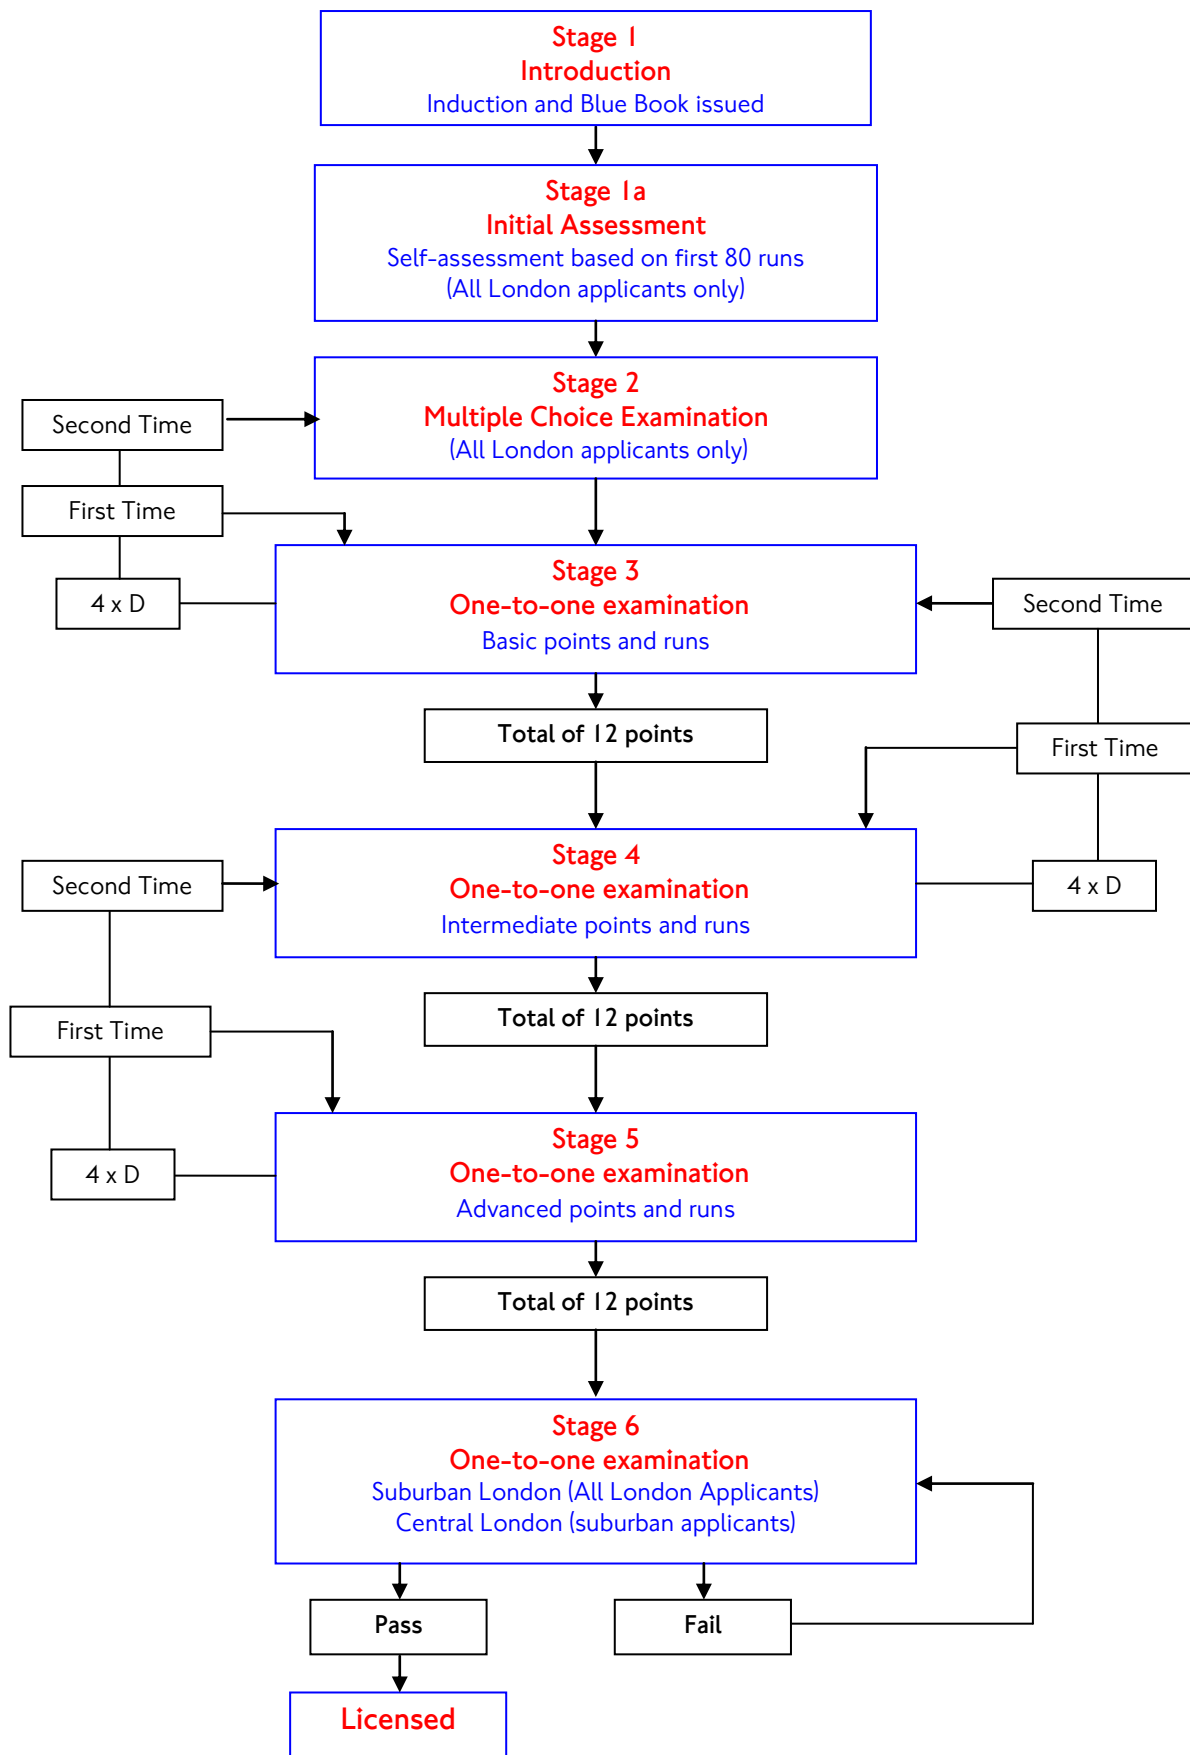 Stage 1
Introduction
Induction and Blue Book issued
Stage 1a
Initial Assessment
Self-assessment based on first 80 runs
(All London applicants only)
Stage 2
Multiple Choice Examination
(All London applicants only)
Second Time
First Time
4 x D
Stage 3
One-to-one examination
Basic points and runs
Second Time
First Time
4 x D
Total of 12 points
Stage 4
One-to-one examination
Intermediate points and runs
Second Time
First Time
4 x D
Total of 12 points
Stage 5
One-to-one examination
Advanced points and runs
Total of 12 points
Stage 6
One-to-one examination
Suburban London (All London Applicants)
Central London (suburban applicants)
Pass
Fail
Licensed